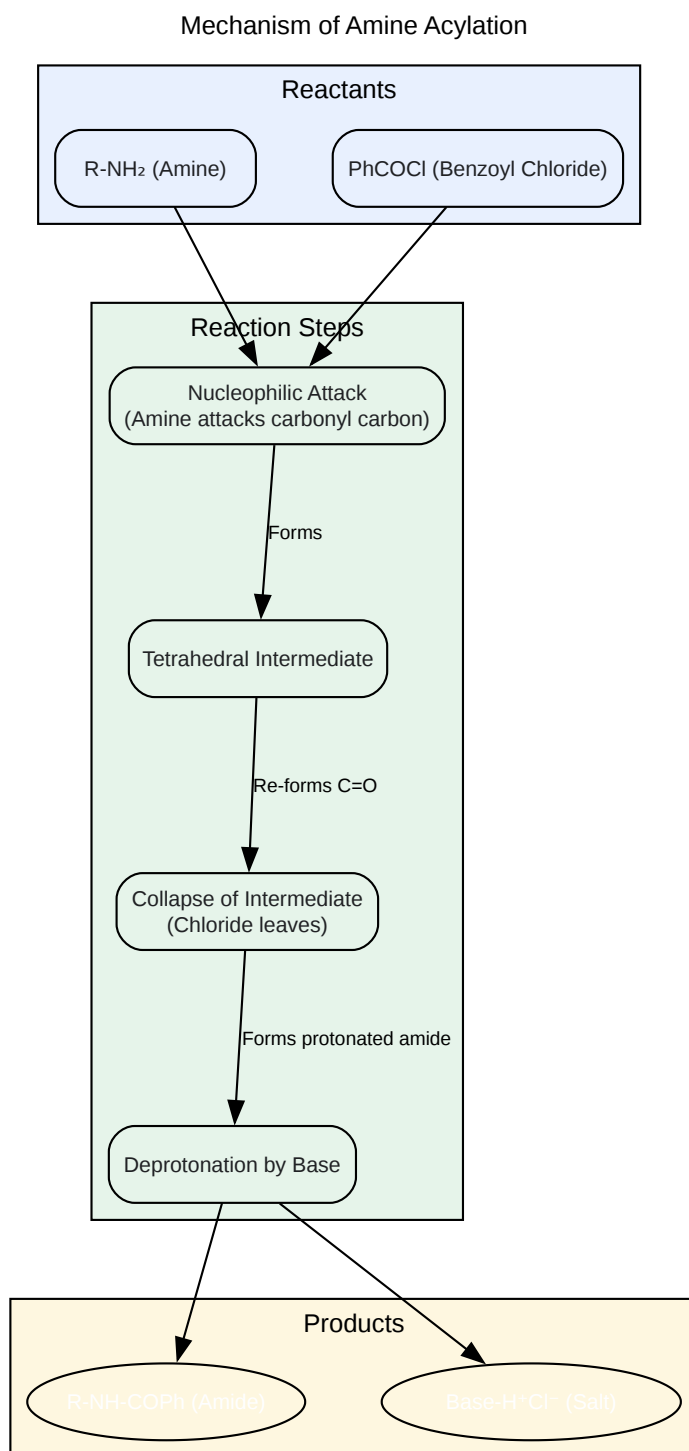 Mechanism of Amine Acylation
Reactants
R-NH₂ (Amine)
PhCOCl (Benzoyl Chloride)
Reaction Steps
Nucleophilic Attack
(Amine attacks carbonyl carbon)
Forms
Tetrahedral Intermediate
Re-forms C=O
Collapse of Intermediate
(Chloride leaves)
Forms protonated amide
Deprotonation by Base
Products
R-NH-COPh (Amide)
Base-H⁺Cl⁻ (Salt)